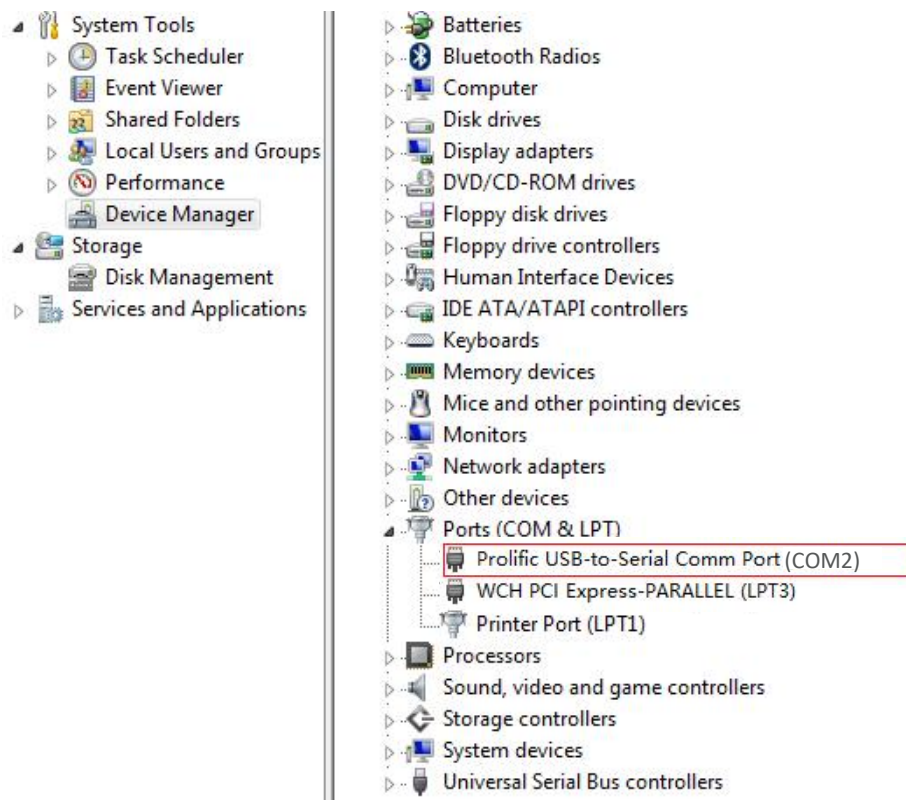 System Tools
Task Scheduler
Event Viewer
Shared Folders
Local Users and Groups
Performance
Device Manager
Storage
Disk Management
Services and Applications
Batteries
Bluetooth Radios
Computer
Disk drives
Display adapters
DVD/CD-ROM drives
Floppy disk drives
Floppy drive controllers
Human Interface Devices
IDE ATA/ATAPI controllers
Keyboards
Memory devices
Mice and other pointing devices
Monitors
Network adapters
Other devices
Ports (COM & LPT)
Prolific USB-to-Serial Comm Port (COM2)
WCH PCI Express-PARALLEL (LPT3)
Printer Port (LPT1)
Processors
Sound, video and game controllers
Storage controllers
System devices
Universal Serial Bus controllers